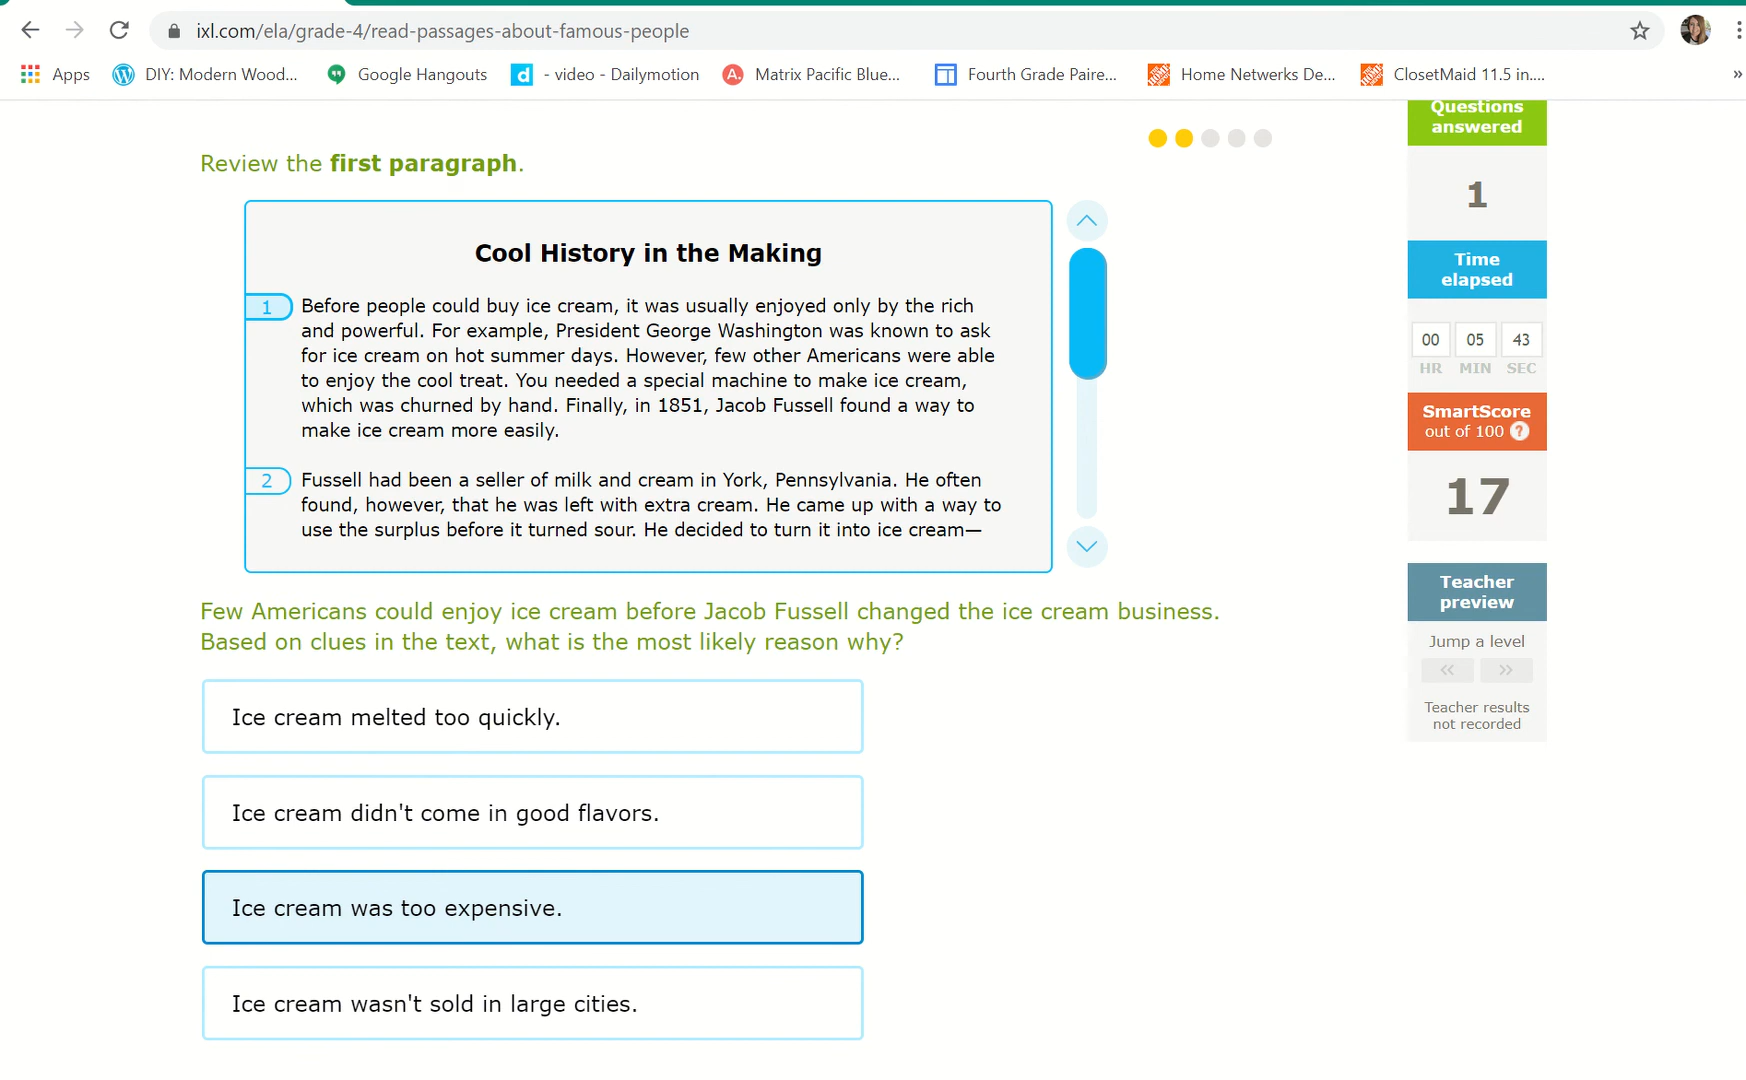 ixl.com/ela/grade-4/read-passages-about-famous-people
Apps
DIY: Modern Wood...
Google Hangouts
d
- video - Dailymotion
A.
Matrix Pacific Blue...
Fourth Grade Paire...
Home Netwerks De...
ClosetMaid 11.5 in....
»
Review the first paragraph.
Cool History in the Making
1
Before people could buy ice cream, it was usually enjoyed only by the rich
and powerful. For example, President George Washington was known to ask
for ice cream on hot summer days. However, few other Americans were able
to enjoy the cool treat. You needed a special machine to make ice cream,
which was churned by hand. Finally, in 1851, Jacob Fussell found a way to
make ice cream more easily.
2
Fussell had been a seller of milk and cream in York, Pennsylvania. He often
found, however, that he was left with extra cream. He came up with a way to
use the surplus before it turned sour. He decided to turn it into ice cream—
Few Americans could enjoy ice cream before Jacob Fussell changed the ice cream business.
Based on clues in the text, what is the most likely reason why?
Ice cream melted too quickly.
Ice cream didn't come in good flavors.
Ice cream was too expensive.
Ice cream wasn't sold in large cities.
Questions
answered
1
Time
elapsed
00 05 43
HR MIN SEC
SmartScore
out of 100 ?
17
Teacher
preview
Jump a level
« »
Teacher results
not recorded